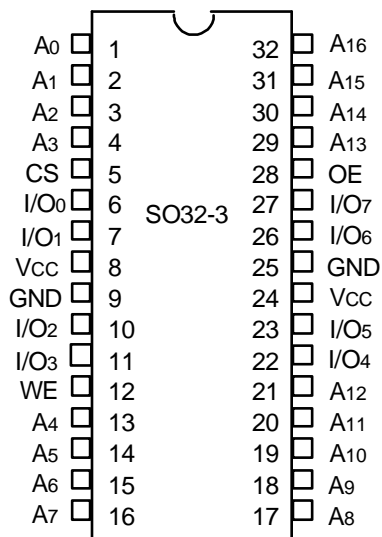 A0 1 32 A16
A1 2 31 A15
A2 3 30 A14
A3 4 29 A13
CS 5 28 OE
I/O0 6 27 I/O7
SO32-3
I/O1 7 26 I/O6
VCC 8 25 GND
GND 9 24 VCC
I/O2 10 23 I/O5
I/O3 11 22 I/O4
WE 12 21 A12
A4 13 20 A11
A5 14 19 A10
A6 15 18 A9
A7 16 17 A8